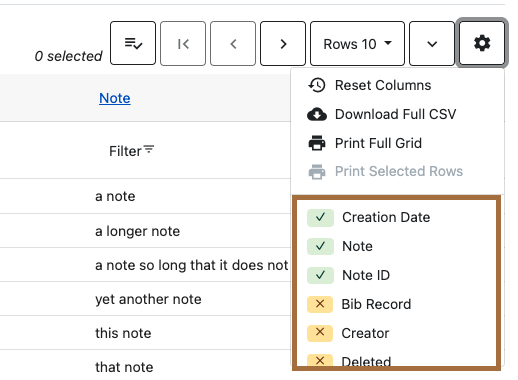 0 selected
Rows 10
Reset Columns
Note
Download Full CSV
Print Full Grid
Filter
Print Selected Rows
a note
Creation Date
a longer note
Note
a note so long that it does not
Note ID
yet another note
Bib Record
this note
Creator
that note
Deleted